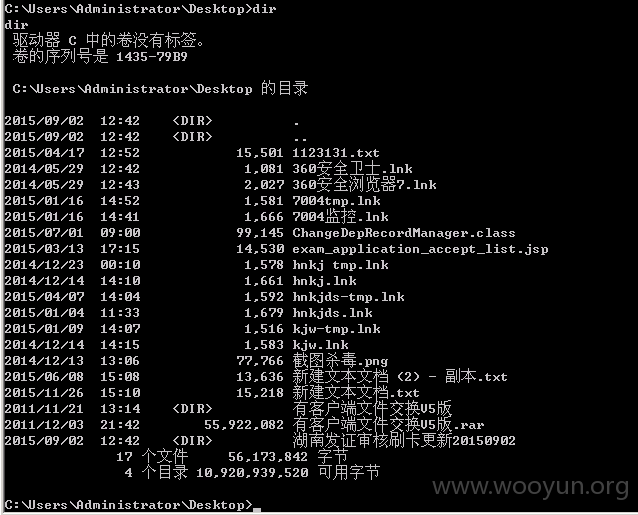 C:\Users\Administrator\Desktop>dir
dir
驱动器 C 中的卷没有标签。
卷的序列号是 1435-79B9
C:\Users\Administrator\Desktop 的目录
2015/09/02 12:42 <DIR> .
2015/09/02 12:42 <DIR> ..
2015/04/17 12:52 15,501 1123131.txt
2014/05/29 12:42 1,081 360安全卫士.lnk
2014/05/29 12:43 2,027 360安全浏览器7.lnk
2015/01/16 14:52 1,581 7004tmp.lnk
2015/01/16 14:41 1,666 7004监控.lnk
2015/07/01 09:00 99,145 ChangeDepRecordManager.class
2015/03/13 17:15 14,530 exam_application_accept_list.jsp
2014/12/23 00:10 1,578 hnkj tmp.lnk
2014/12/14 14:10 1,661 hnkj.lnk
2015/04/07 14:04 1,592 hnkjds-tmp.lnk
2015/01/04 11:33 1,679 hnkjds.lnk
2015/01/09 14:07 1,516 kjw-tmp.lnk
2014/12/14 14:15 1,583 kjw.lnk
2014/12/13 13:06 77,766 截图杀毒.png
2015/06/08 15:08 13,636 新建文本文档 (2) - 副本.txt
2015/11/26 15:10 15,218 新建文本文档.txt
2011/11/21 13:14 <DIR> 有客户端文件交换V5版
2011/12/03 21:42 55,922,082 有客户端文件交换V5版.rar
2015/09/02 12:42 <DIR> 湖南发证审核刷卡更新20150902
17 个文件 56,173,842 字节
4 个目录 10,920,939,520 可用字节
C:\Users\Administrator\Desktop>
www.wooyun.org